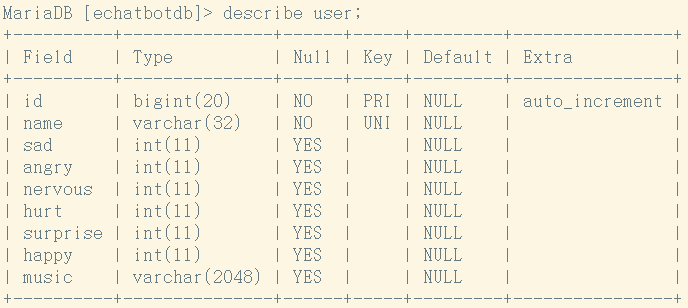 MariaDB [echatbotdb]> describe user;
+----------+---------------+------+-----+---------+----------------+
| Field    | Type          | Null | Key | Default | Extra          |
+----------+---------------+------+-----+---------+----------------+
| id       | bigint(20)    | NO   | PRI | NULL    | auto_increment |
| name     | varchar(32)   | NO   | UNI | NULL    |                |
| sad      | int(11)       | YES  |     | NULL    |                |
| angry    | int(11)       | YES  |     | NULL    |                |
| nervous  | int(11)       | YES  |     | NULL    |                |
| hurt     | int(11)       | YES  |     | NULL    |                |
| surprise | int(11)       | YES  |     | NULL    |                |
| happy    | int(11)       | YES  |     | NULL    |                |
| music    | varchar(2048) | YES  |     | NULL    |                |
+----------+---------------+------+-----+---------+----------------+